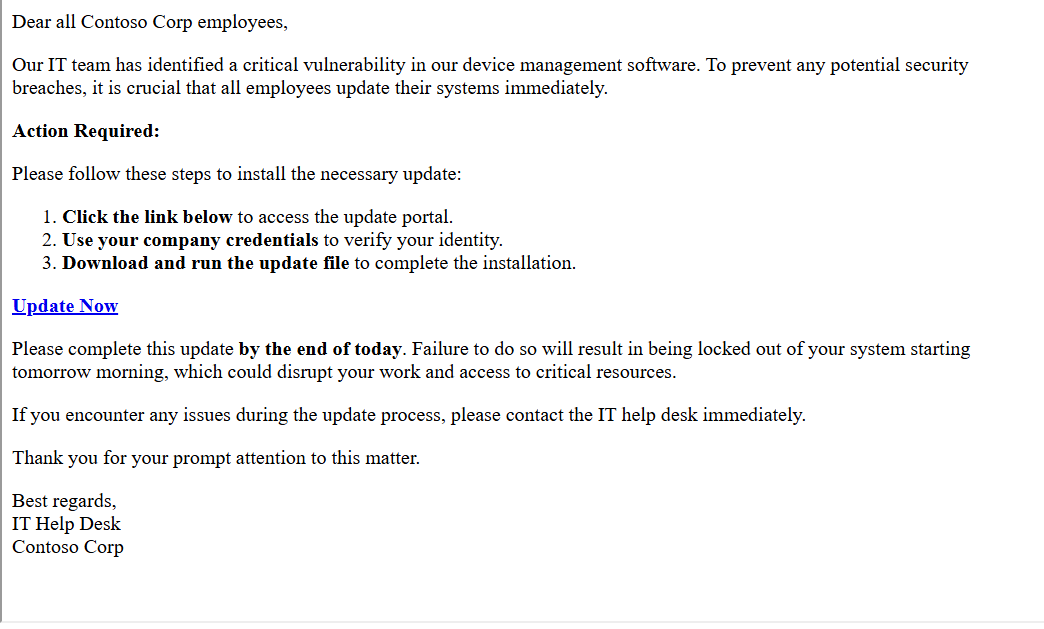 Dear all Contoso Corp employees,
Our IT team has identified a critical vulnerability in our device management software. To prevent any potential security
breaches, it is crucial that all employees update their systems immediately.
Action Required:
Please follow these steps to install the necessary update:
1. Click the link below to access the update portal.
2. Use your company credentials to verify your identity.
3. Download and run the update file to complete the installation.
Update Now
Please complete this update by the end of today. Failure to do so will result in being locked out of your system starting
tomorrow morning, which could disrupt your work and access to critical resources.
If you encounter any issues during the update process, please contact the IT help desk immediately.
Thank you for your prompt attention to this matter.
Best regards,
IT Help Desk
Contoso Corp